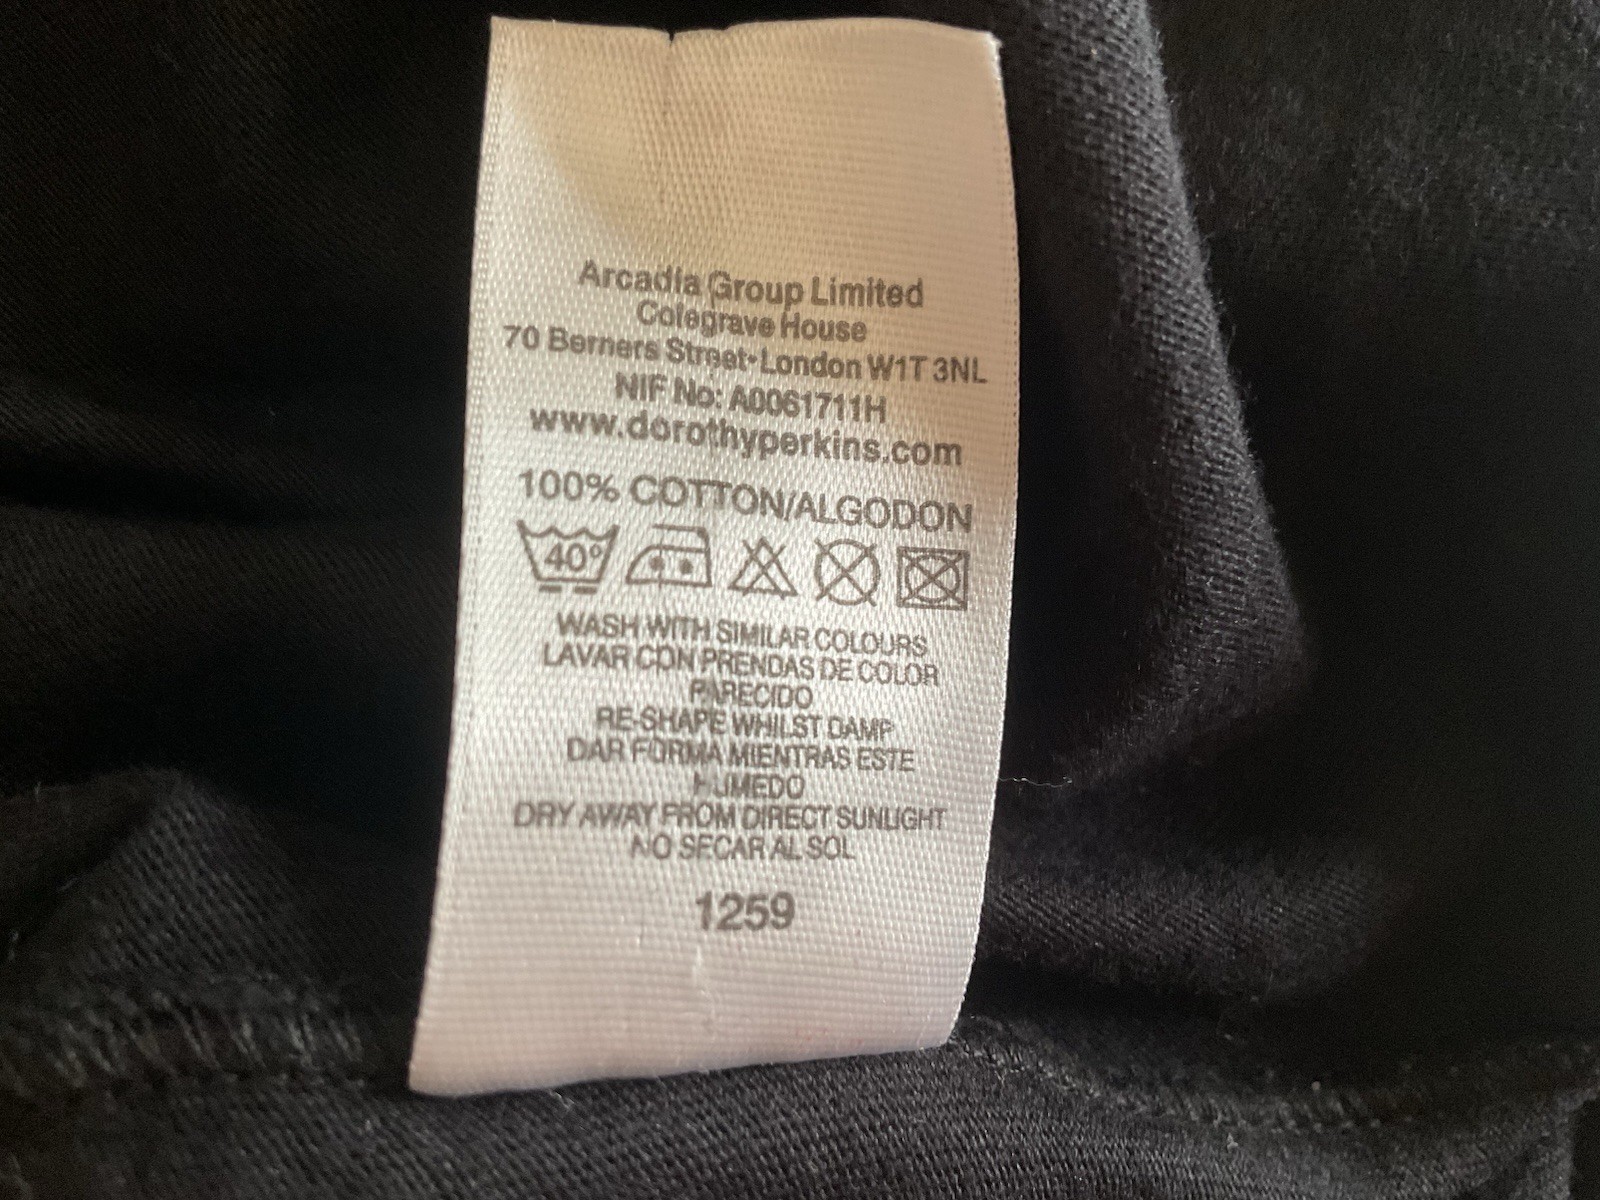 Arcadia Group Limited
Colegrave House
70 Berners Street•London W1T 3NL
NIF No: A0061711H
www.dorothyperkins.com
100% COTTON/ALGODON
40°
WASH WITH SIMILAR COLOURS
LAVAR CON PRENDAS DE COLOR
PARECIDO
RE-SHAPE WHILST DAMP
DAR FORMA MIENTRAS ESTE
HUMEDO
DRY AWAY FROM DIRECT SUNLIGHT
NO SECAR AL SOL
1259